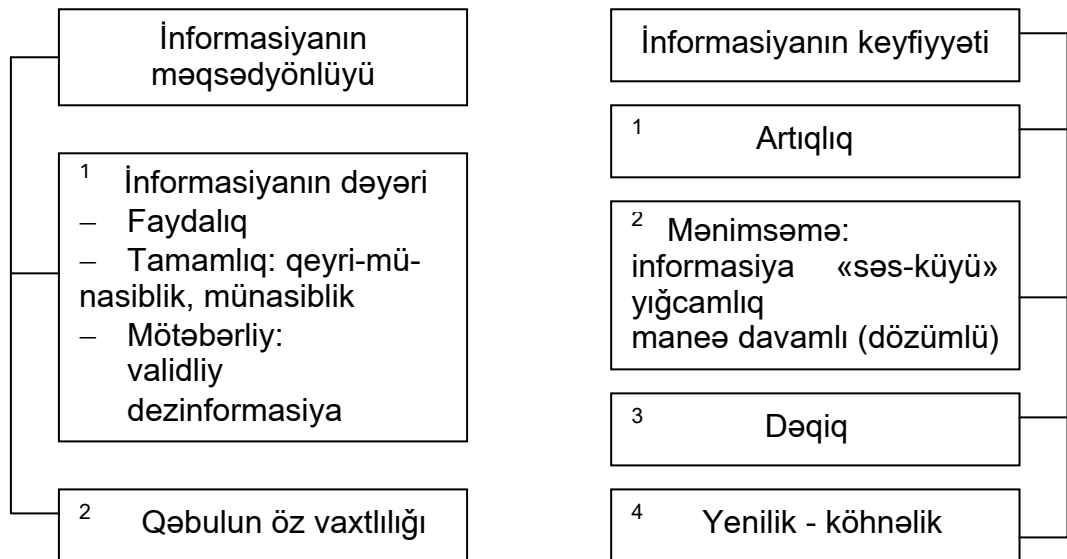 İnformasiyanın
məqsədyönlüyü
1 İnformasiyanın dəyəri
– Faydalıq
– Tamamlıq: qeyri-mü-
nasiblik, münasiblik
– Mötəbərliy:
validliy
dezinformasiya
2 Qəbulun öz vaxtlılığı
İnformasiyanın keyfiyyəti
1 Artıqlıq
2 Mənimsəmə:
informasiya «səs-küyü»
yığcamlıq
maneə davamlı (dözümlü)
3 Dəqiq
4 Yenilik - köhnəlik